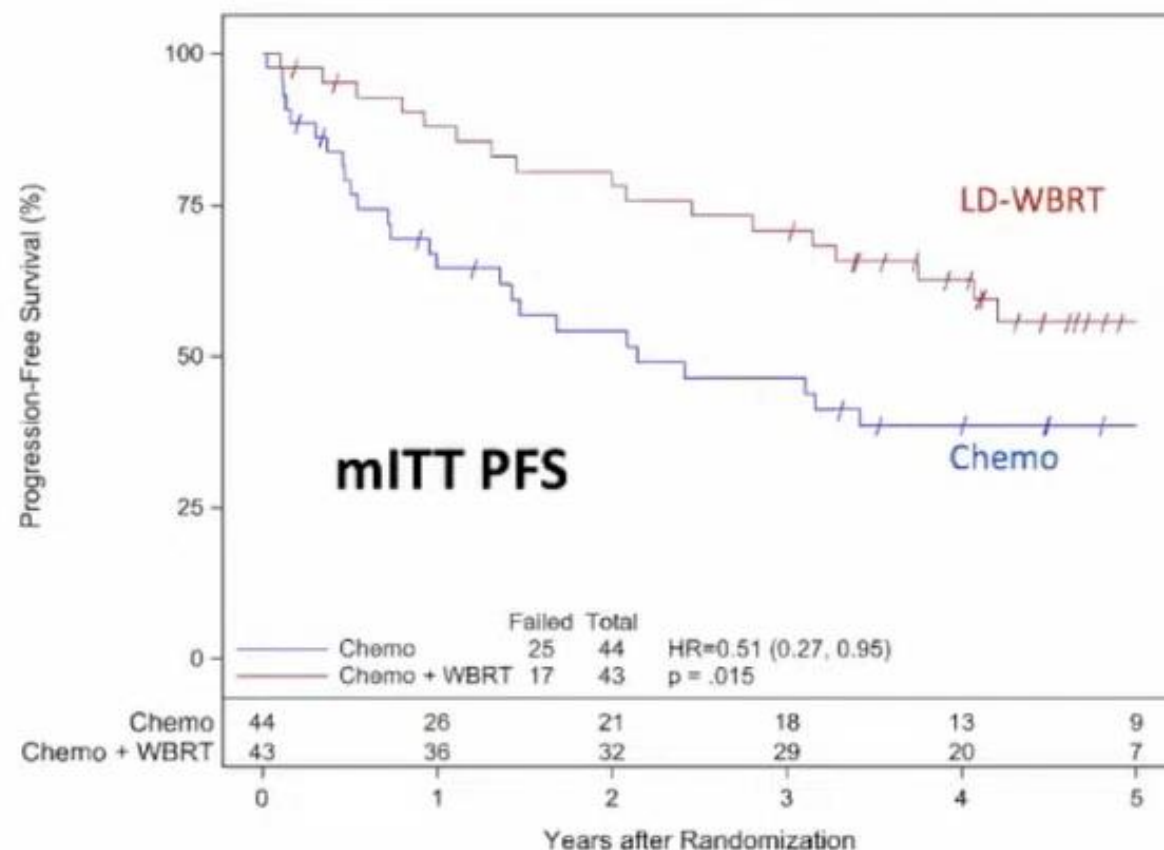 100
75
50
25
0
Progression-Free Survival (%)
LD-WBRT
Chemo
mITT PFS
Failed Total
Chemo 25 44 HR=0.51 (0.27, 0.95)
Chemo + WBRT 17 43 p = .015
Chemo 44 26 21 18 13 9
Chemo + WBRT 43 36 32 29 20 7
0 1 2 3 4 5
Years after Randomization